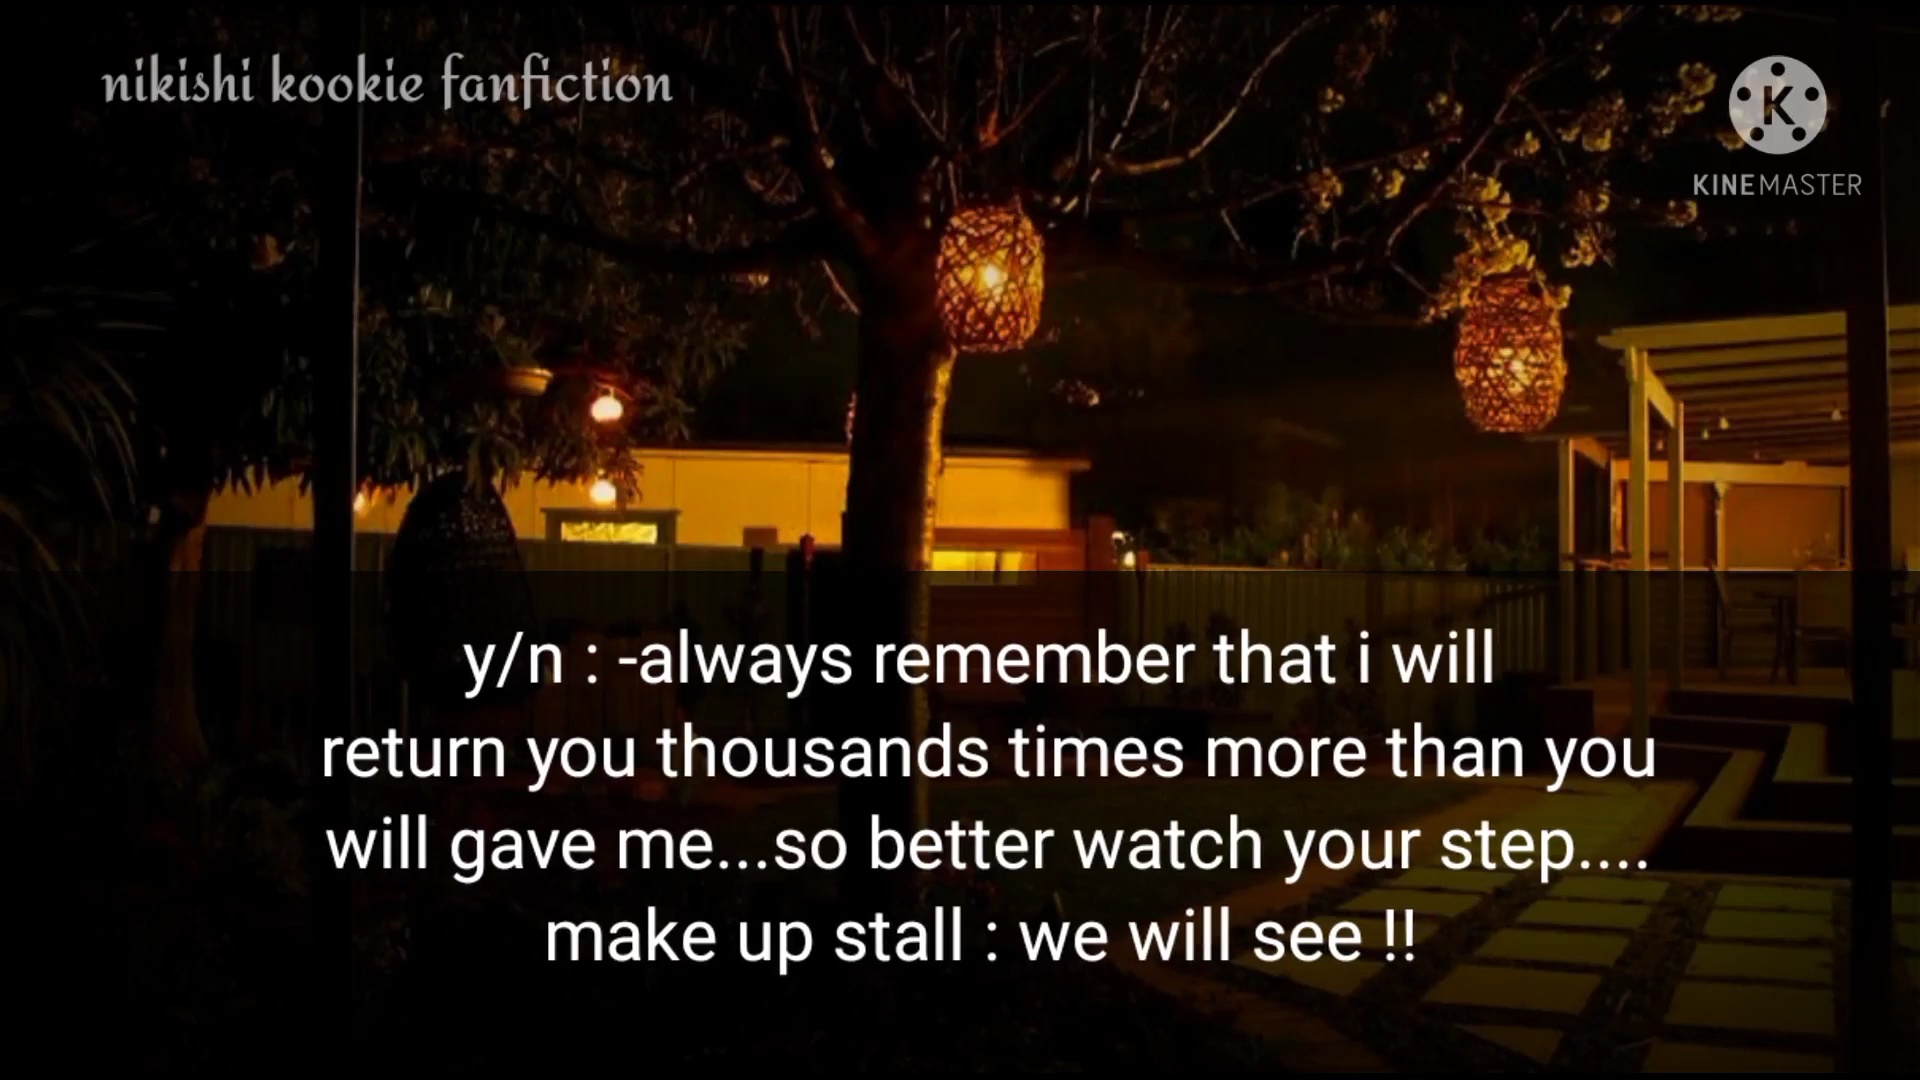 nikishi kookie fanfiction
K
KINEMASTER
y/n : -always remember that i will
return you thousands times more than you
will gave me...so better watch your step....
make up stall : we will see !!